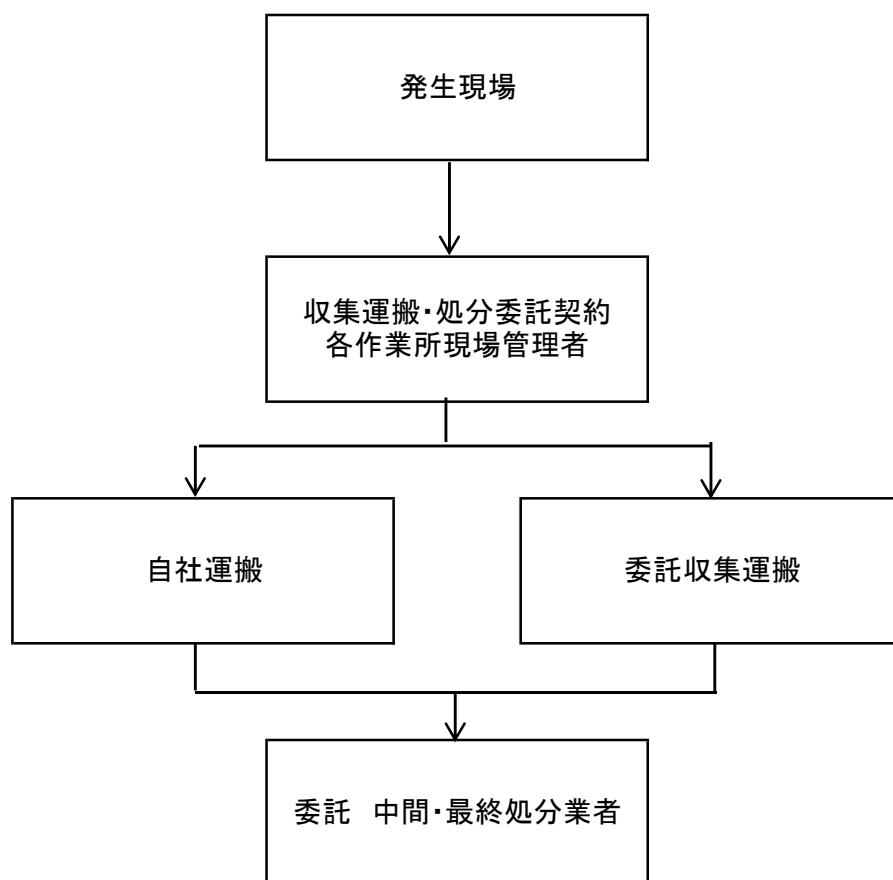 発生現場
収集運搬・処分委託契約
各作業所現場管理者
自社運搬
委託収集運搬
委託　中間・最終処分業者